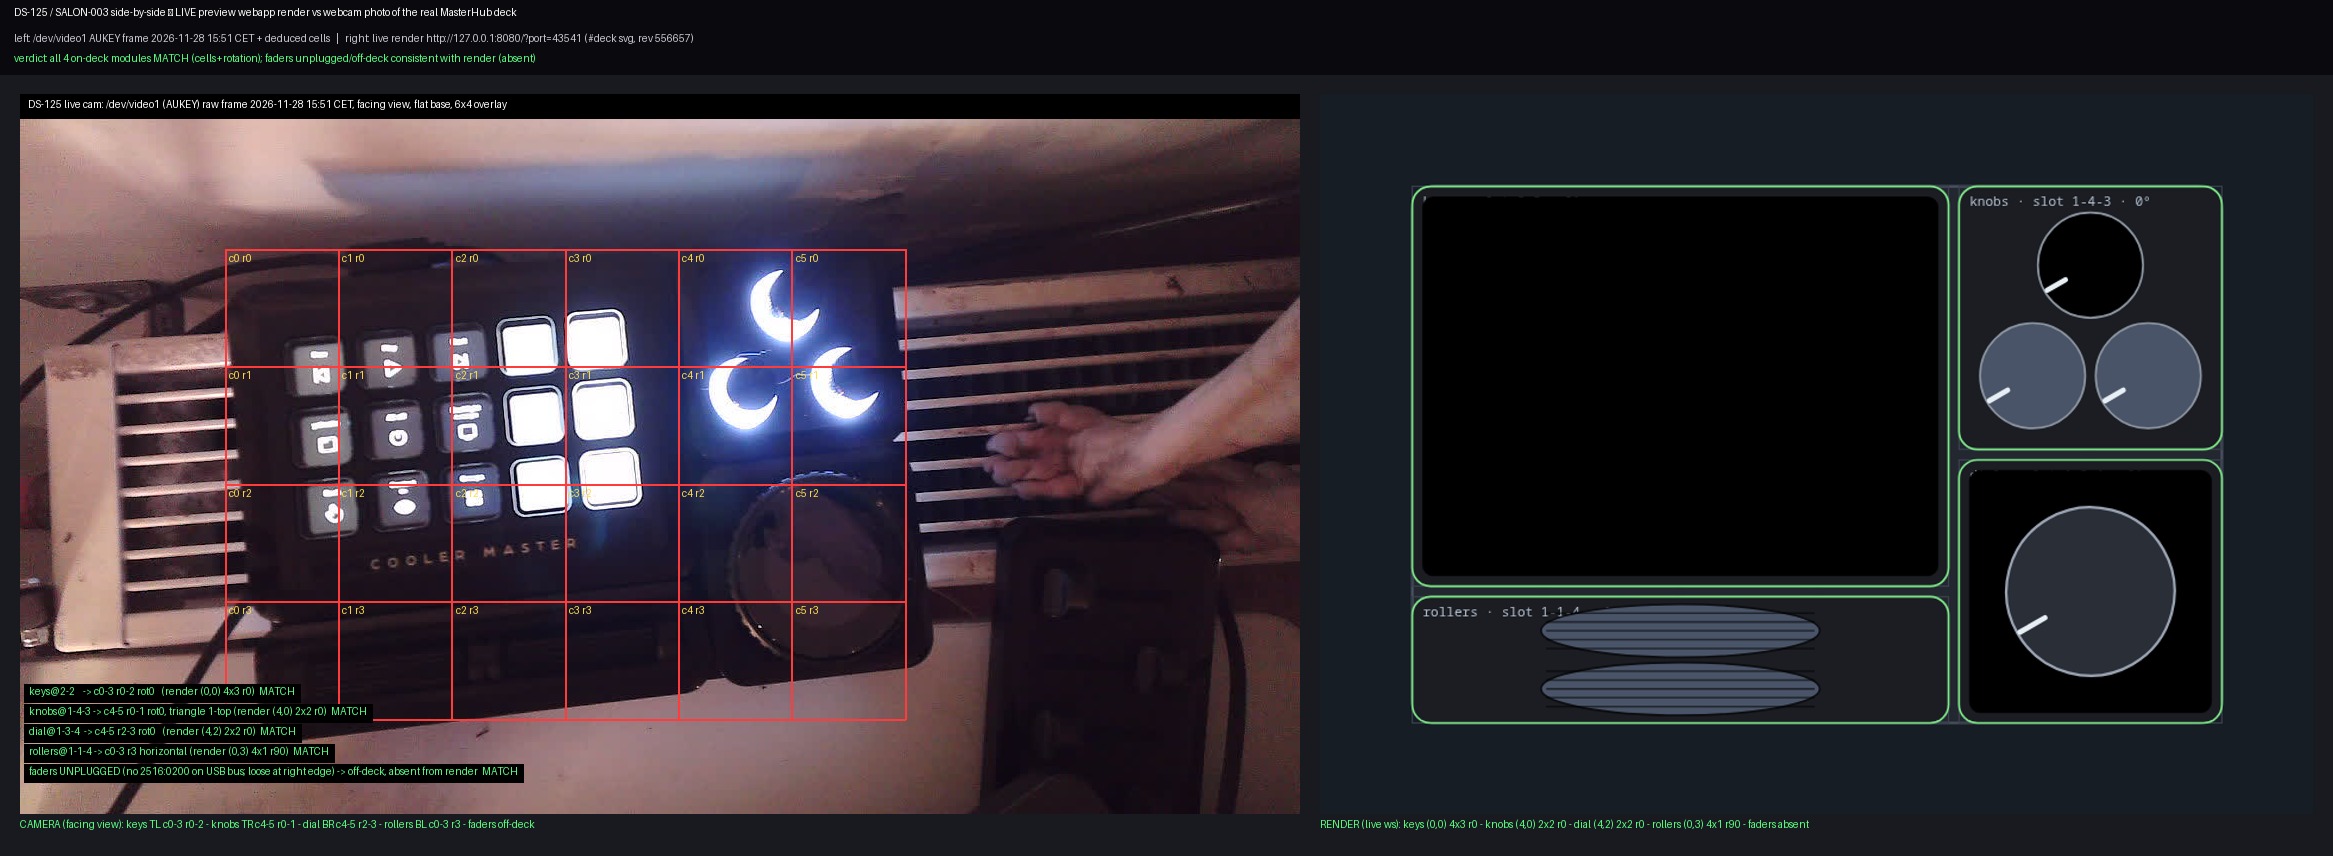 DS-125 / SALON-003 side-by-side LIVE preview webapp render vs webcam photo of the real MasterHub deck
left: /dev/video1 AUKEY frame 2026-11-28 15:51 CET + deduced cells | right: live render http://127.0.0.1:8080/?port=43541 (#deck svg, rev 556657)
verdict: all 4 on-deck modules MATCH (cells+rotation); faders unplugged/off-deck consistent with render (absent)
DS-125 live cam: /dev/video1 (AUKEY) raw frame 2026-11-28 15:51 CET, facing view, flat base, 6x4 overlay
c0 r0 c1 r0 c2 r0 c3 r0 c4 r0 c5 r0
c0 r1 c1 r1 c2 r1 c3 r1 c4 r1 c5 r1
c0 r2 c1 r2 c2 r2 c3 r2 c4 r2 c5 r2
COOLER MASTER
c0 r3 c1 r3 c2 r3 c3 r3 c4 r3 c5 r3
keys@2-2 -> c0-3 r0-2 rot0 (render (0,0) 4x3 r0) MATCH
knobs@1-4-3 -> c4-5 r0-1 rot0, triangle 1-top (render (4,0) 2x2 r0) MATCH
dial@1-3-4 -> c4-5 r2-3 rot0 (render (4,2) 2x2 r0) MATCH
rollers@1-1-4 -> c0-3 r3 horizontal (render (0,3) 4x1 r90) MATCH
faders UNPLUGGED (no 2516:0200 on USB bus; loose at right edge) -> off-deck, absent from render MATCH
CAMERA (facing view): keys TL c0-3 r0-2 - knobs TR c4-5 r0-1 - dial BR c4-5 r2-3 - rollers BL c0-3 r3 - faders off-deck
knobs · slot 1-4-3 · 0°
rollers · slot 1-1-4
RENDER (live ws): keys (0,0) 4x3 r0 - knobs (4,0) 2x2 r0 - dial (4,2) 2x2 r0 - rollers (0,3) 4x1 r90 - faders absent